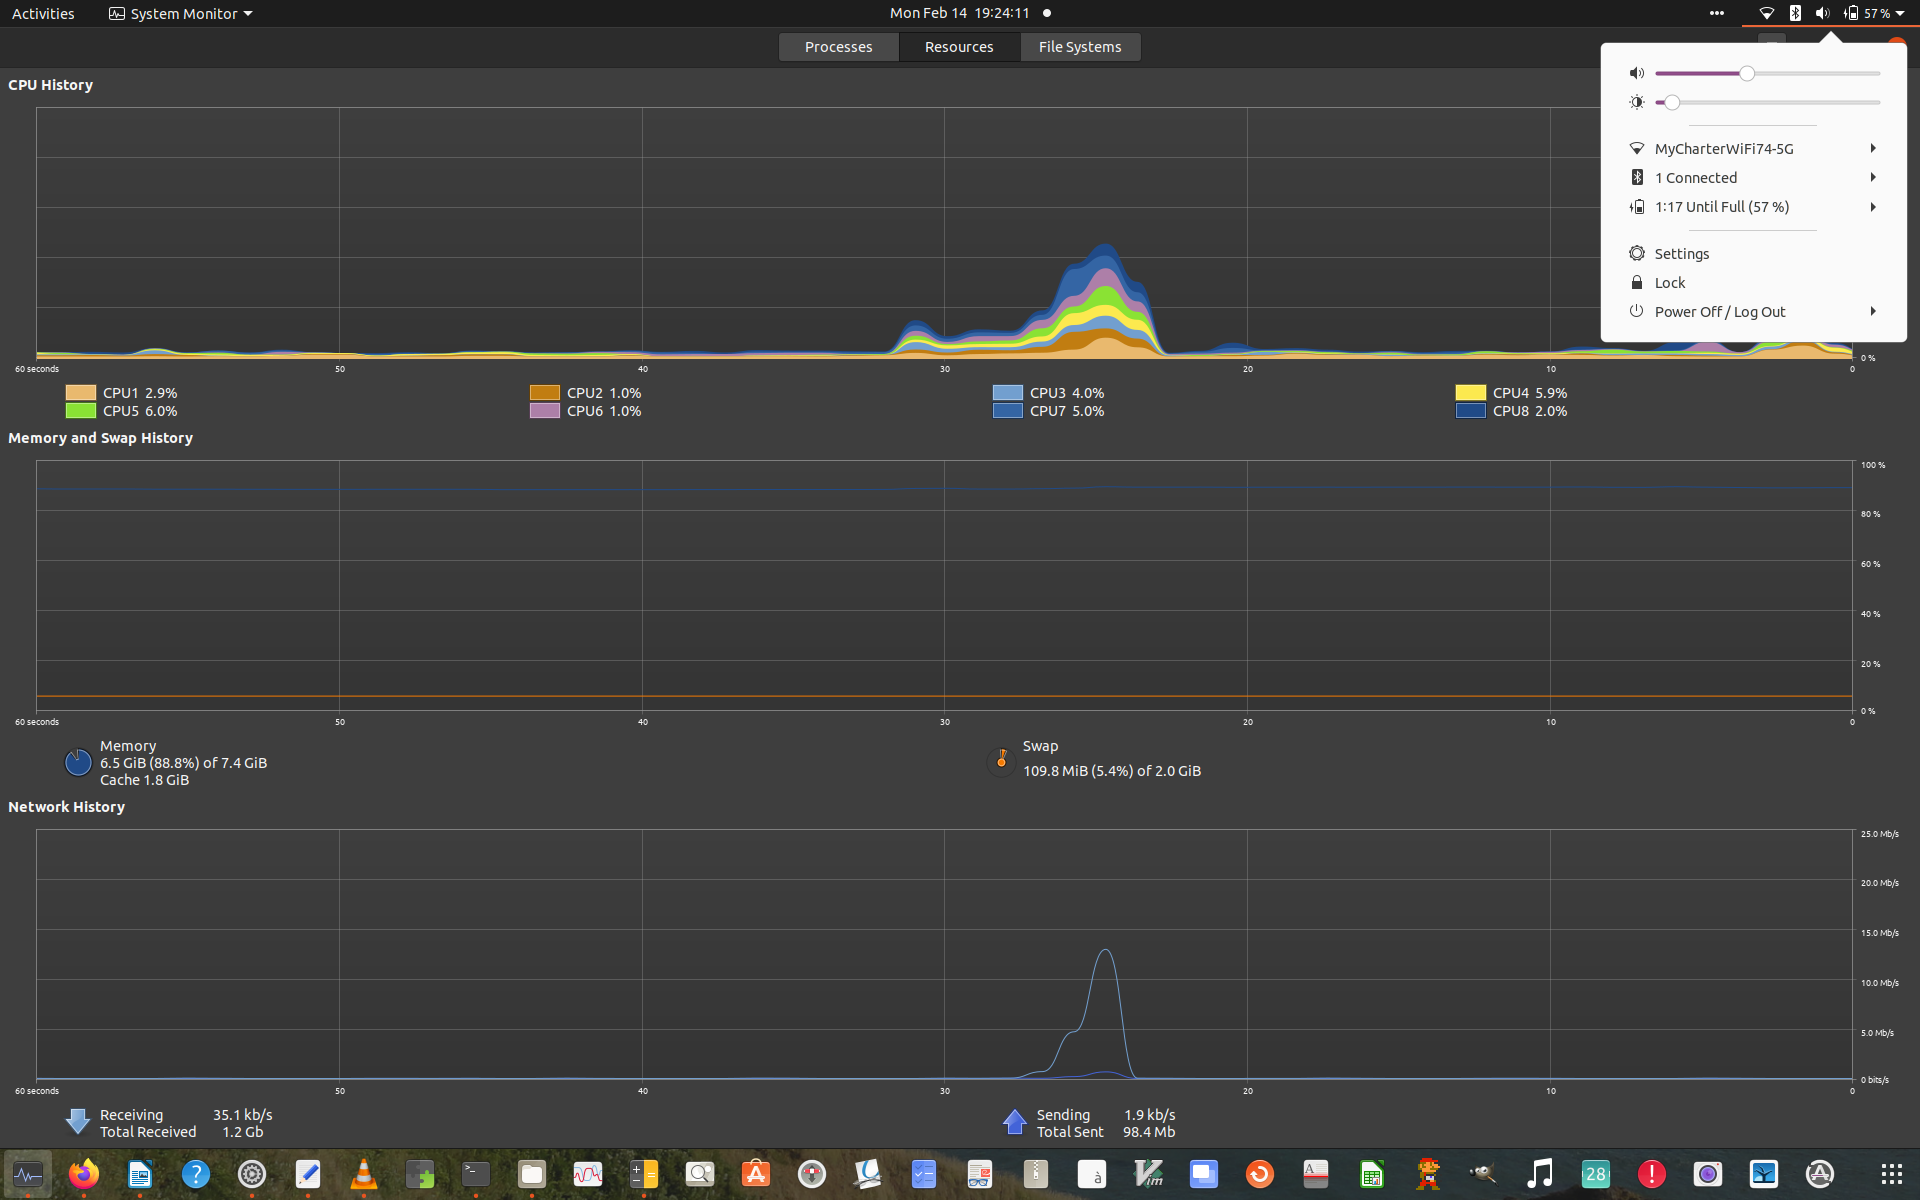 Activities
System Monitor
Mon Feb 14 19:24:11
57 %
Processes
Resources
File Systems
MyCharterWiFi74-5G
1 Connected
1:17 Until Full (57 %)
Settings
Lock
Power Off / Log Out
CPU History
0 %
60 seconds 50 40 30 20 10 0
CPU1 2.9% CPU2 1.0% CPU3 4.0% CPU4 5.9%
CPU5 6.0% CPU6 1.0% CPU7 5.0% CPU8 2.0%
Memory and Swap History
100 %
80 %
60 %
40 %
20 %
0 %
60 seconds 50 40 30 20 10 0
Memory
6.5 GiB (88.8%) of 7.4 GiB
Cache 1.8 GiB
Swap
109.8 MiB (5.4%) of 2.0 GiB
Network History
25.0 Mb/s
20.0 Mb/s
15.0 Mb/s
10.0 Mb/s
5.0 Mb/s
0 bits/s
60 seconds 50 40 30 20 10 0
Receiving 35.1 kb/s
Total Received 1.2 Gb
Sending 1.9 kb/s
Total Sent 98.4 Mb
?
>_
à
Vim
A
28
!
A